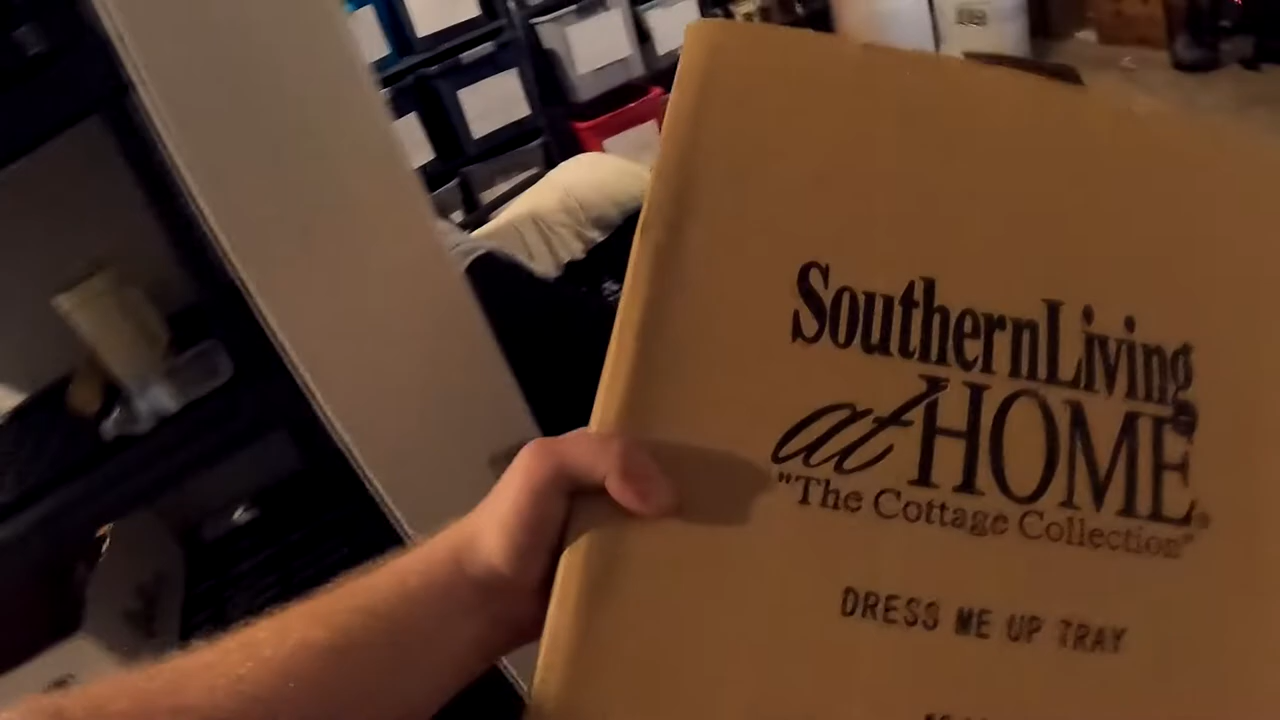 SouthernLiving
at HOME®
"The Cottage Collection"
DRESS ME UP TRAY